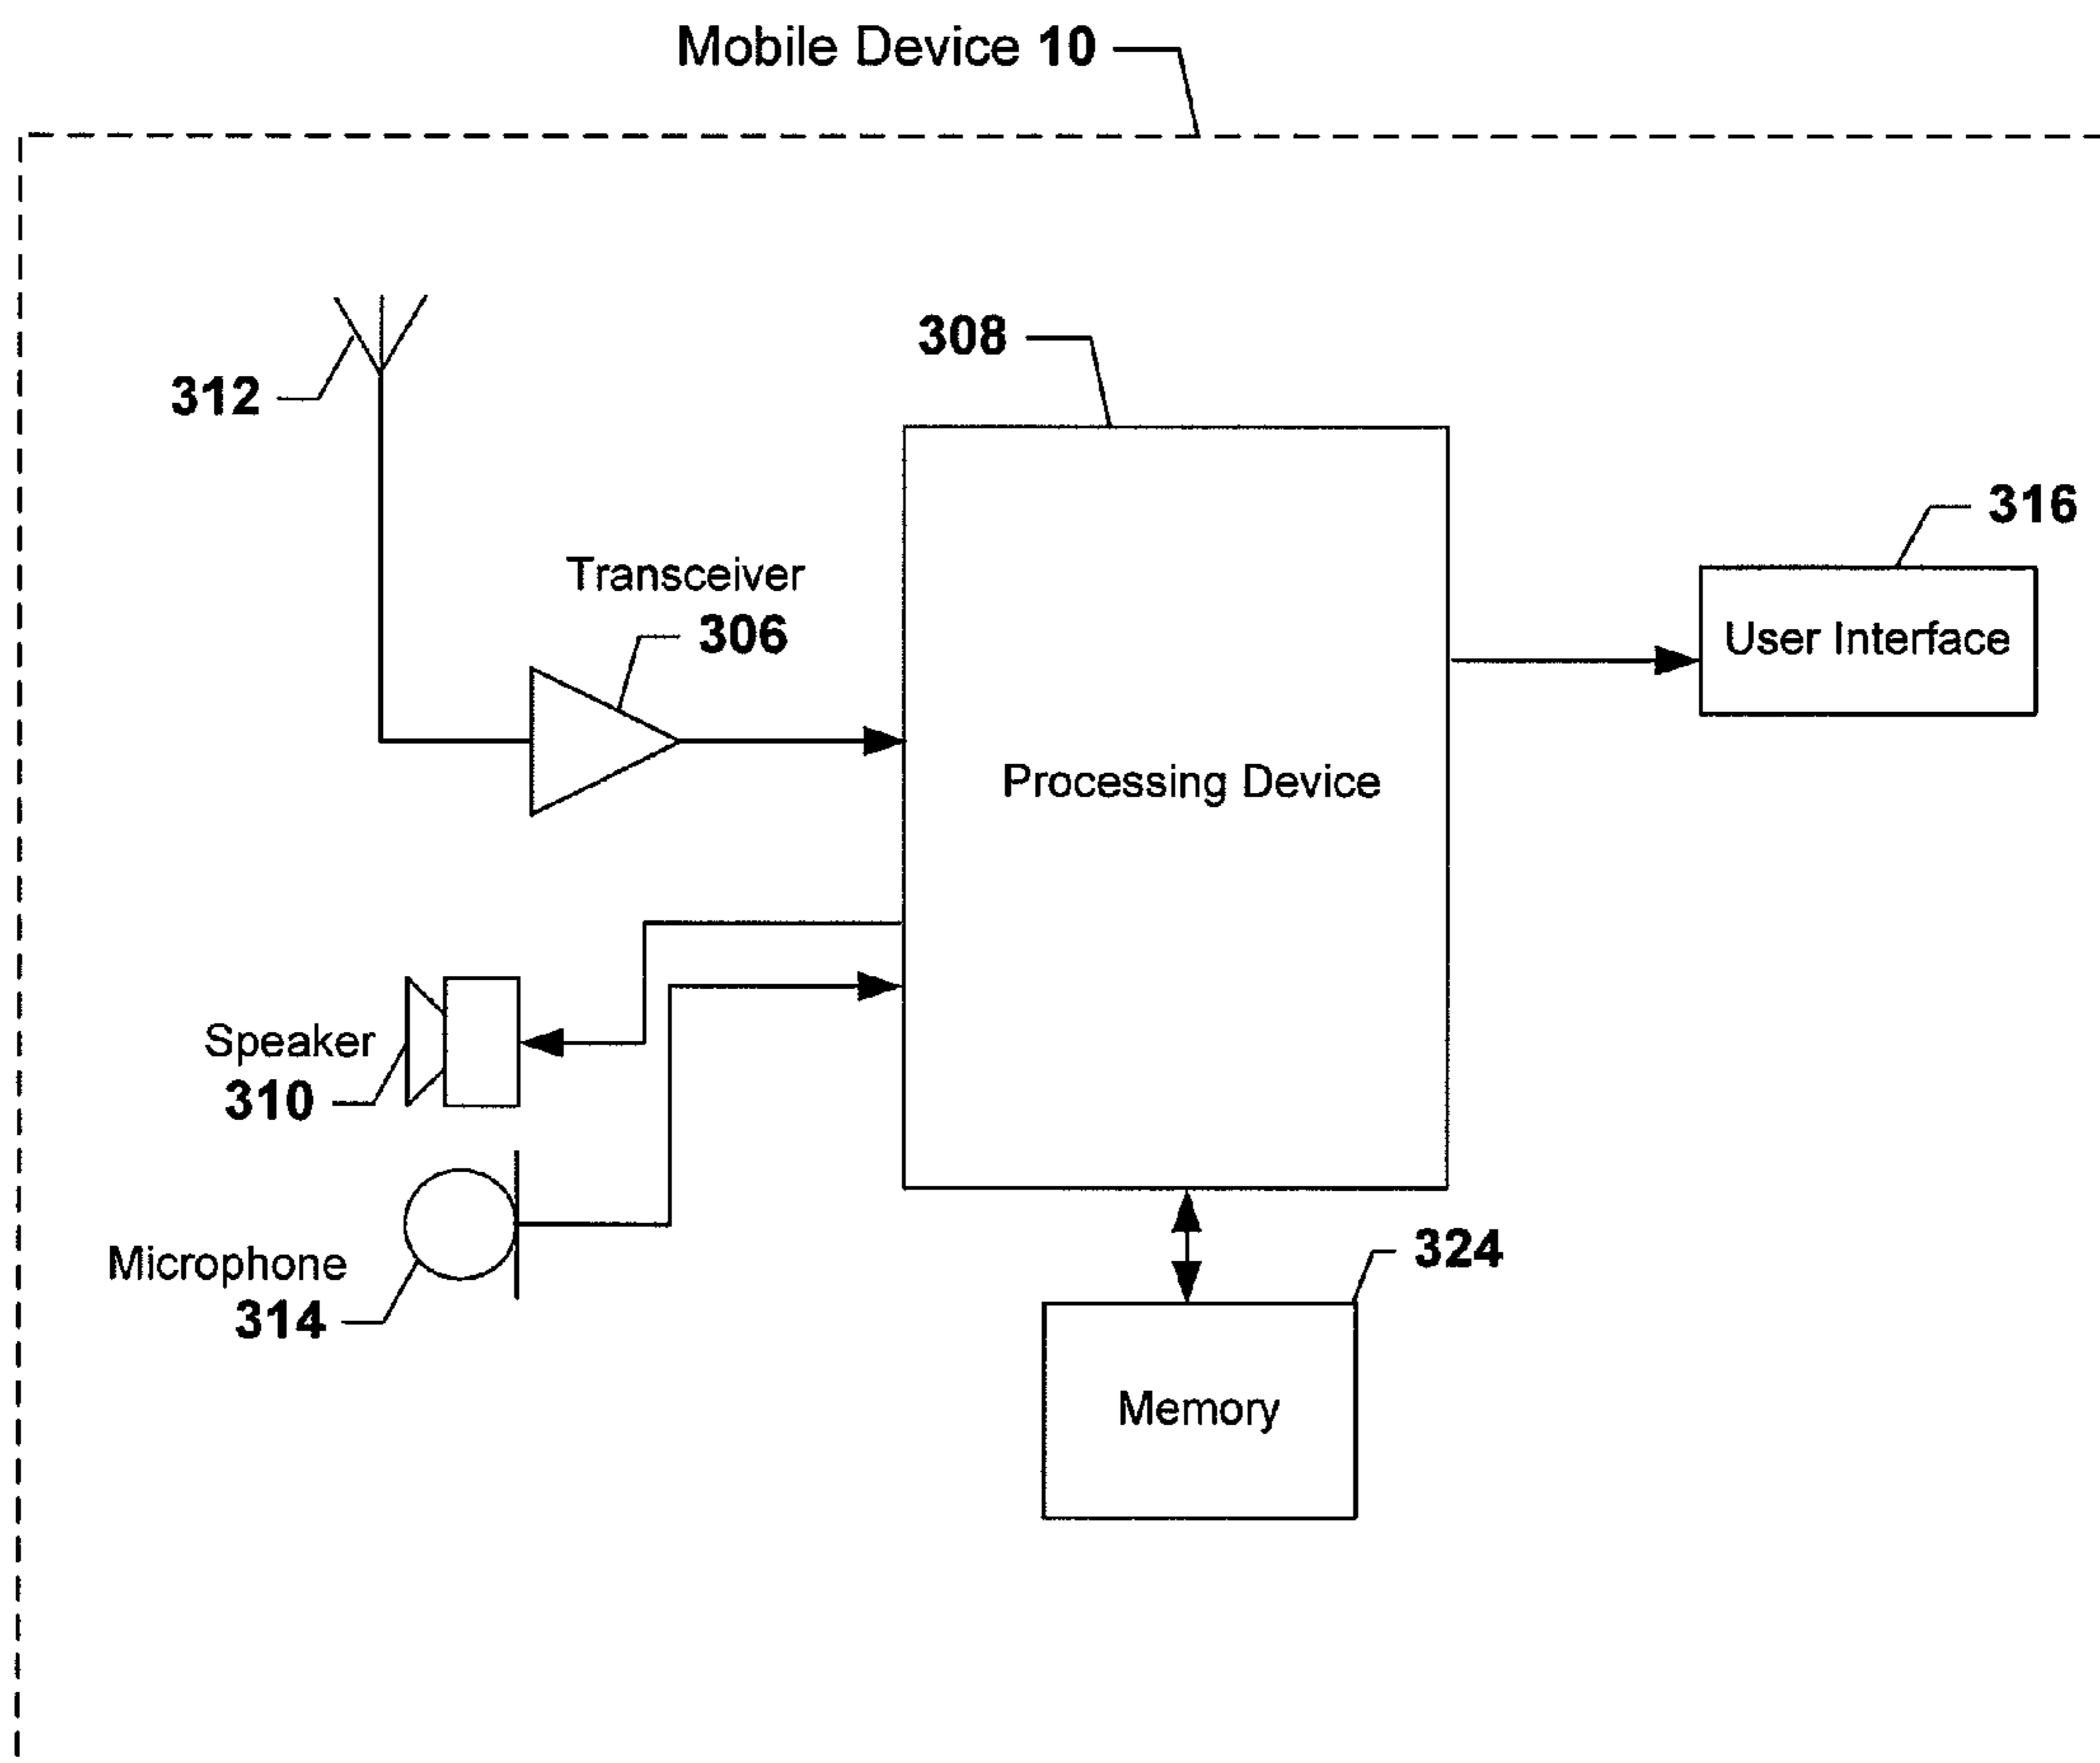 Mobile Device 10
308
312
316
Transceiver
306
User Interface
Processing Device
Speaker
310
Microphone
314
324
Memory